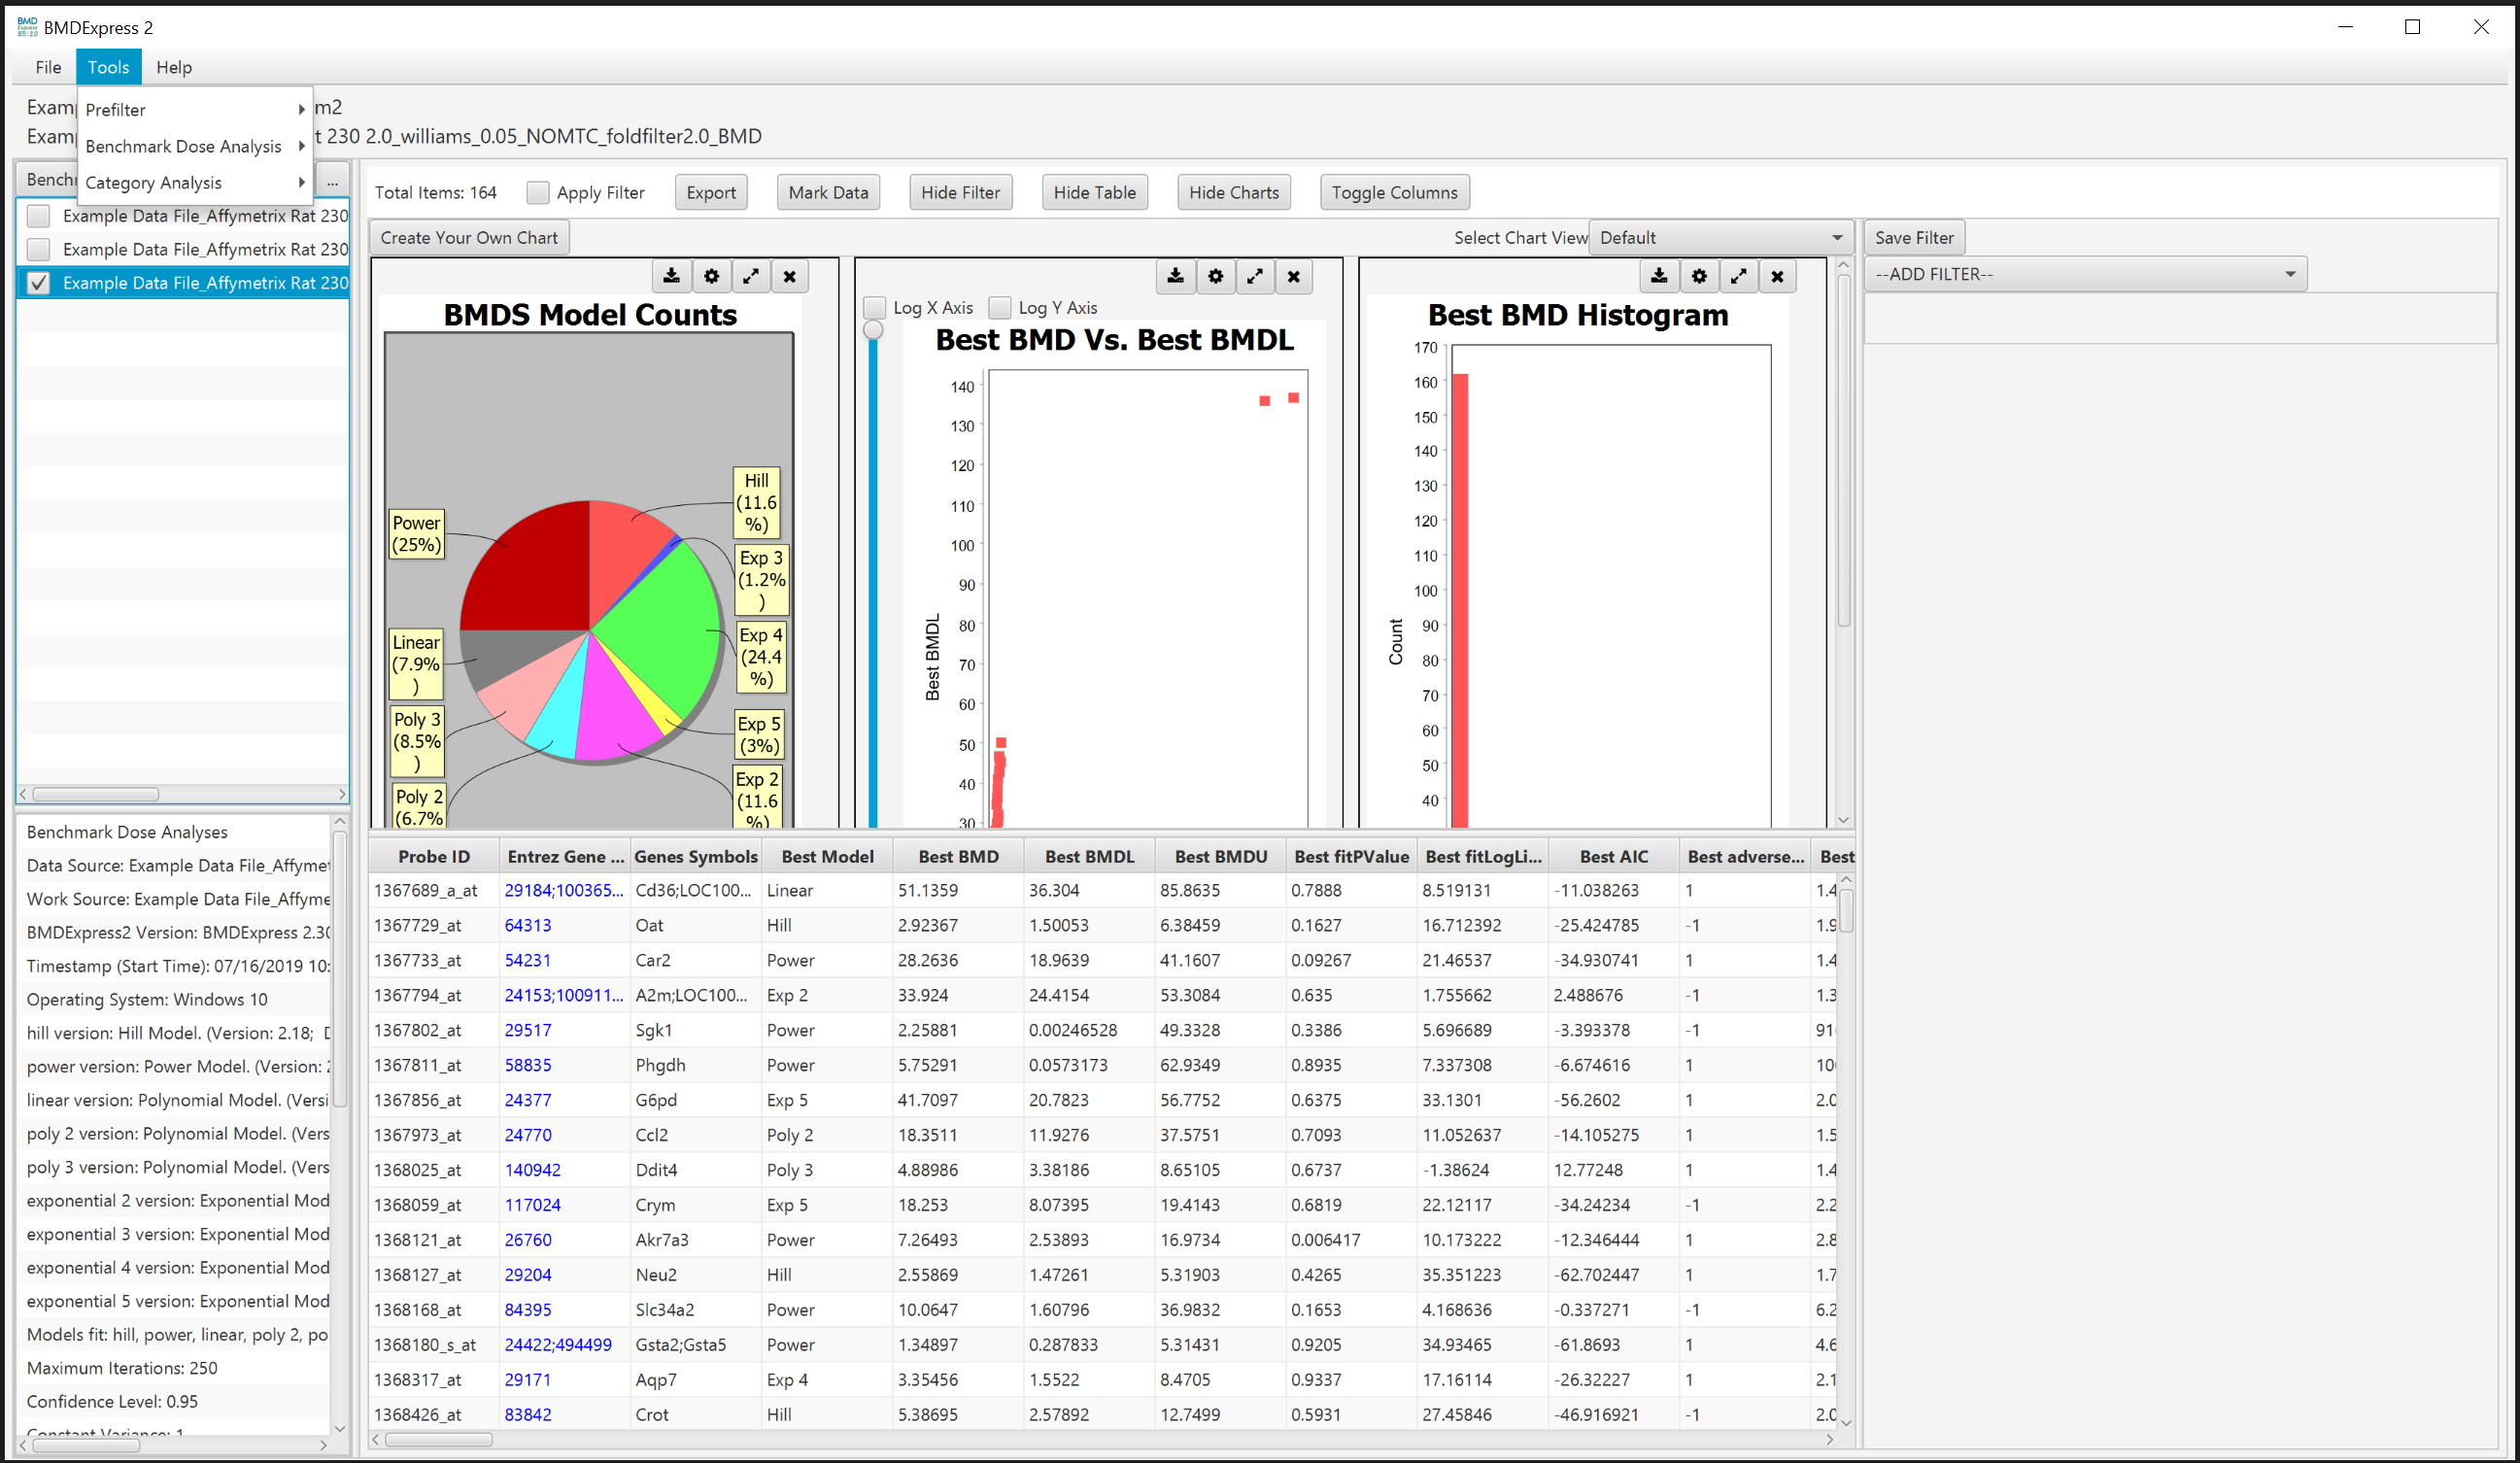 BMDExpress 2
File Tools Help
Prefilter
Benchmark Dose Analysis
Category Analysis
Exam m2
Exam t 230 2.0_williams_0.05_NOMTC_foldfilter2.0_BMD
Bench ...
Example Data File_Affymetrix Rat 230
Example Data File_Affymetrix Rat 230
Example Data File_Affymetrix Rat 230
Total Items: 164 Apply Filter Export Mark Data Hide Filter Hide Table Hide Charts Toggle Columns
Create Your Own Chart Select Chart View Default
Save Filter
--ADD FILTER--
BMDS Model Counts
Power
(25%)
Linear
(7.9%
)
Poly 3
(8.5%
)
Poly 2
(6.7%
Hill
(11.6
%)
Exp 3
(1.2%
)
Exp 4
(24.4
%)
Exp 5
(3%)
Exp 2
(11.6
%)
Log X Axis Log Y Axis
Best BMD Vs. Best BMDL
140
130
120
110
100
90
80
70
60
50
40
30
Best BMDL
Best BMD Histogram
170
160
150
140
130
120
110
100
90
80
70
60
50
40
Count
Benchmark Dose Analyses
Data Source: Example Data File_Affymet
Work Source: Example Data File_Affyme
BMDExpress2 Version: BMDExpress 2.30
Timestamp (Start Time): 07/16/2019 10:
Operating System: Windows 10
hill version: Hill Model. (Version: 2.18;
power version: Power Model. (Version: 2
linear version: Polynomial Model. (Versi
poly 2 version: Polynomial Model. (Vers
poly 3 version: Polynomial Model. (Vers
exponential 2 version: Exponential Mod
exponential 3 version: Exponential Mod
exponential 4 version: Exponential Mod
exponential 5 version: Exponential Mod
Models fit: hill, power, linear, poly 2, po
Maximum Iterations: 250
Confidence Level: 0.95
Constant Variance: 1
Probe ID Entrez Gene ... Genes Symbols Best Model Best BMD Best BMDL Best BMDU Best fitPValue Best fitLogLi... Best AIC Best adverse... Best
1367689_a_at 29184;100365... Cd36;LOC100... Linear 51.1359 36.304 85.8635 0.7888 8.519131 -11.038263 1 1.4
1367729_at 64313 Oat Hill 2.92367 1.50053 6.38459 0.1627 16.712392 -25.424785 -1 1.9
1367733_at 54231 Car2 Power 28.2636 18.9639 41.1607 0.09267 21.46537 -34.930741 1 1.4
1367794_at 24153;100911... A2m;LOC100... Exp 2 33.924 24.4154 53.3084 0.635 1.755662 2.488676 -1 1.3
1367802_at 29517 Sgk1 Power 2.25881 0.00246528 49.3328 0.3386 5.696689 -3.393378 -1 91
1367811_at 58835 Phgdh Power 5.75291 0.0573173 62.9349 0.8935 7.337308 -6.674616 1 10
1367856_at 24377 G6pd Exp 5 41.7097 20.7823 56.7752 0.6375 33.1301 -56.2602 1 2.0
1367973_at 24770 Ccl2 Poly 2 18.3511 11.9276 37.5751 0.7093 11.052637 -14.105275 1 1.5
1368025_at 140942 Ddit4 Poly 3 4.88986 3.38186 8.65105 0.6737 -1.38624 12.77248 1 1.4
1368059_at 117024 Crym Exp 5 18.253 8.07395 19.4143 0.6819 22.12117 -34.24234 -1 2.2
1368121_at 26760 Akr7a3 Power 7.26493 2.53893 16.9734 0.006417 10.173222 -12.346444 1 2.8
1368127_at 29204 Neu2 Hill 2.55869 1.47261 5.31903 0.4265 35.351223 -62.702447 1 1.7
1368168_at 84395 Slc34a2 Power 10.0647 1.60796 36.9832 0.1653 4.168636 -0.337271 -1 6.2
1368180_s_at 24422;494499 Gsta2;Gsta5 Power 1.34897 0.287833 5.31431 0.9205 34.93465 -61.8693 1 4.6
1368317_at 29171 Aqp7 Exp 4 3.35456 1.5522 8.4705 0.9337 17.16114 -26.32227 1 2.1
1368426_at 83842 Crot Hill 5.38695 2.57892 12.7499 0.5931 27.45846 -46.916921 -1 2.0